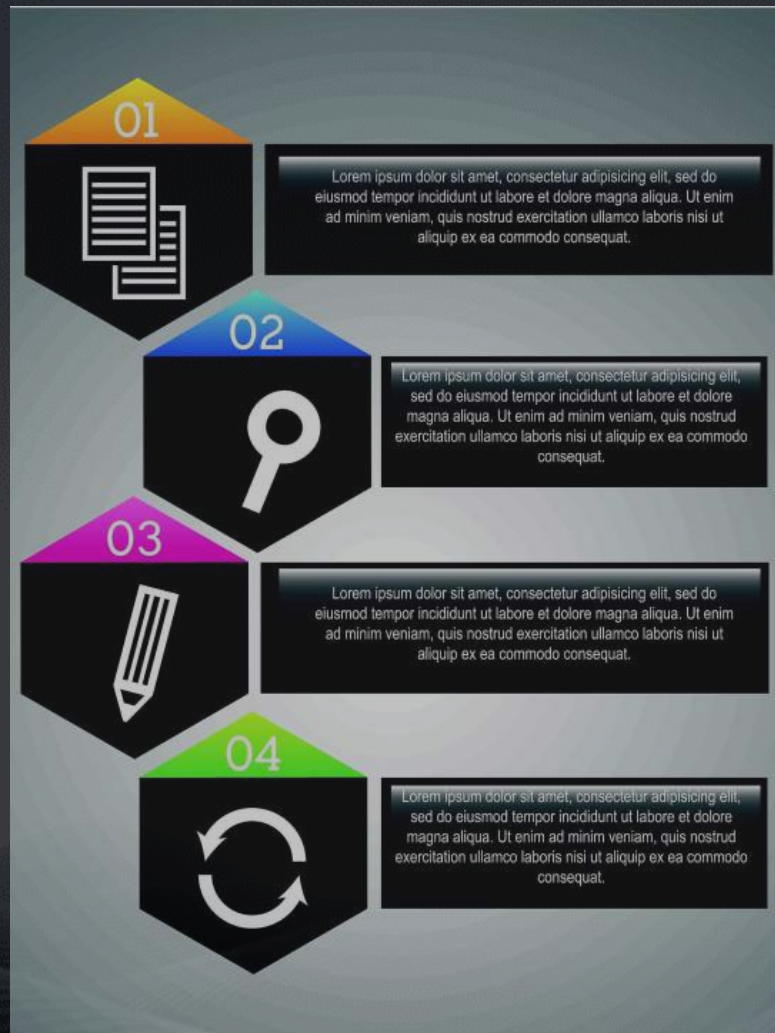 01
Lorem ipsum dolor sit amet, consectetur adipisicing elit, sed do
eiusmod tempor incididunt ut labore et dolore magna aliqua. Ut enim
ad minim veniam, quis nostrud exercitation ullamco laboris nisi ut
aliquip ex ea commodo consequat.
02
Lorem ipsum dolor sit amet, consectetur adipisicing elit,
sed do eiusmod tempor incididunt ut labore et dolore
magna aliqua. Ut enim ad minim veniam, quis nostrud
exercitation ullamco laboris nisi ut aliquip ex ea commodo
consequat.
03
Lorem ipsum dolor sit amet, consectetur adipisicing elit, sed do
eiusmod tempor incididunt ut labore et dolore magna aliqua. Ut enim
ad minim veniam, quis nostrud exercitation ullamco laboris nisi ut
aliquip ex ea commodo consequat.
04
Lorem ipsum dolor sit amet, consectetur adipisicing elit,
sed do eiusmod tempor incididunt ut labore et dolore
magna aliqua. Ut enim ad minim veniam, quis nostrud
exercitation ullamco laboris nisi ut aliquip ex ea commodo
consequat.